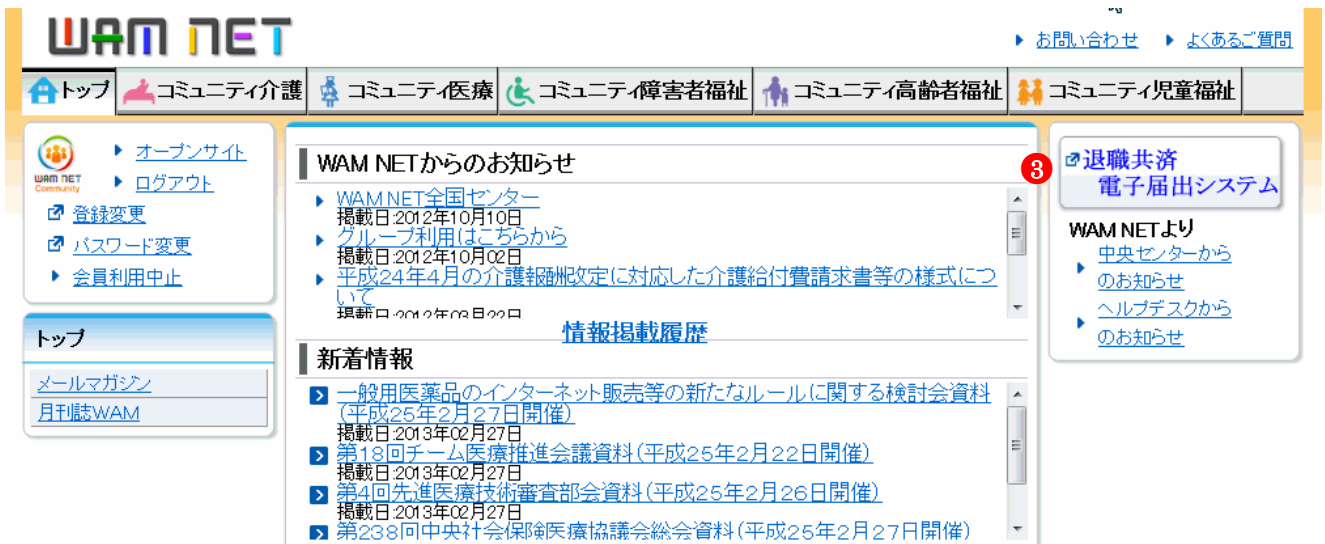 WAM NET
お問い合わせ よくあるご質問
トップ コミュニティ介護 コミュニティ医療 コミュニティ障害者福祉 コミュニティ高齢者福祉 コミュニティ児童福祉
WAM NET
Community
オープンサイト
ログアウト
登録変更
パスワード変更
会員利用中止
トップ
メールマガジン
月刊誌WAM
WAM NETからのお知らせ
WAM NET全国センター
掲載日:2012年10月10日
グループ利用はこちらから
掲載日:2012年10月02日
平成24年4月の介護報酬改定に対応した介護給付費請求書等の様式につ
いて
掲載日:2012年03月22日
情報掲載履歴
新着情報
一般用医薬品のインターネット販売等の新たなルールに関する検討会資料
(平成25年2月27日開催)
掲載日:2013年02月27日
第18回チーム医療推進会議資料(平成25年2月22日開催)
掲載日:2013年02月27日
第4回先進医療技術審査部会資料(平成25年2月26日開催)
掲載日:2013年02月27日
第238回中央社会保険医療協議会総会資料(平成25年2月27日開催)
3
退職共済
電子届出システム
WAM NETより
中央センターから
のお知らせ
ヘルプデスクから
のお知らせ